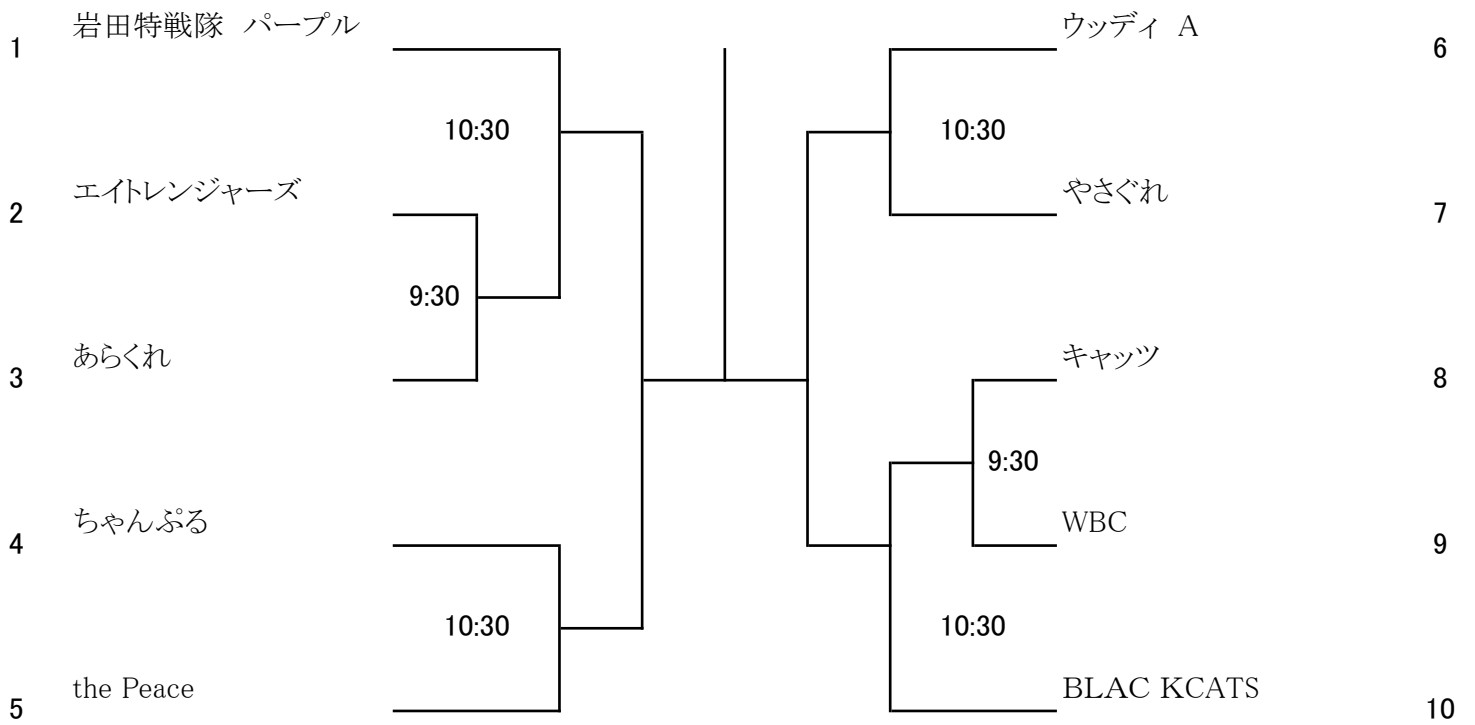 岩田特戦隊 パープル
1
10:30
エイトレンジャーズ
2
9:30
あらくれ
3
ちゃんぷる
4
10:30
the Peace
5
ウッディ A
6
10:30
やさぐれ
7
キャッツ
8
9:30
WBC
9
10:30
BLAC KCATS
10